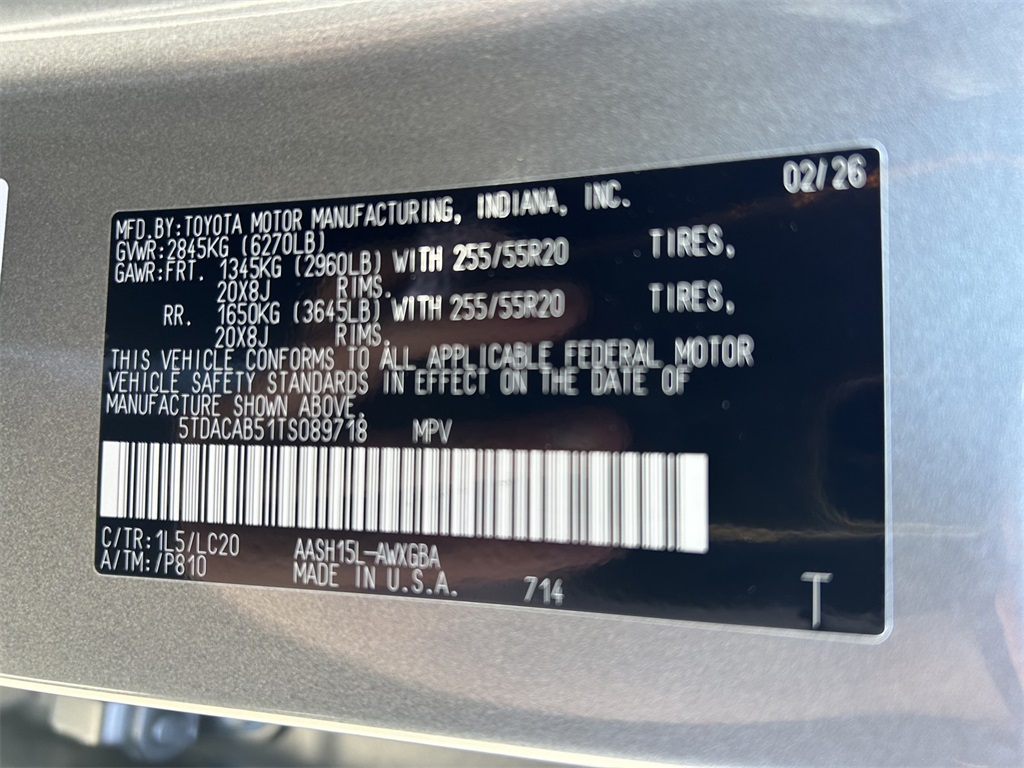 02/26
MFD.BY:TOYOTA MOTOR MANUFACTURING, INDIANA, INC.
GVWR:2845KG (6270LB)
GAWR:FRT. 1345KG (2960LB) WITH 255/55R20 TIRES,
20X8J RIMS.
RR. 1650KG (3645LB) WITH 255/55R20 TIRES,
20X8J RIMS.
THIS VEHICLE CONFORMS TO ALL APPLICABLE FEDERAL MOTOR
VEHICLE SAFETY STANDARDS IN EFFECT ON THE DATE OF
MANUFACTURE SHOWN ABOVE.
5TDACAB51TS089718 MPV
C/TR:1L5/LC20 AASH15L-AWXGBA
A/TM:/P810 MADE IN U.S.A. 714
T